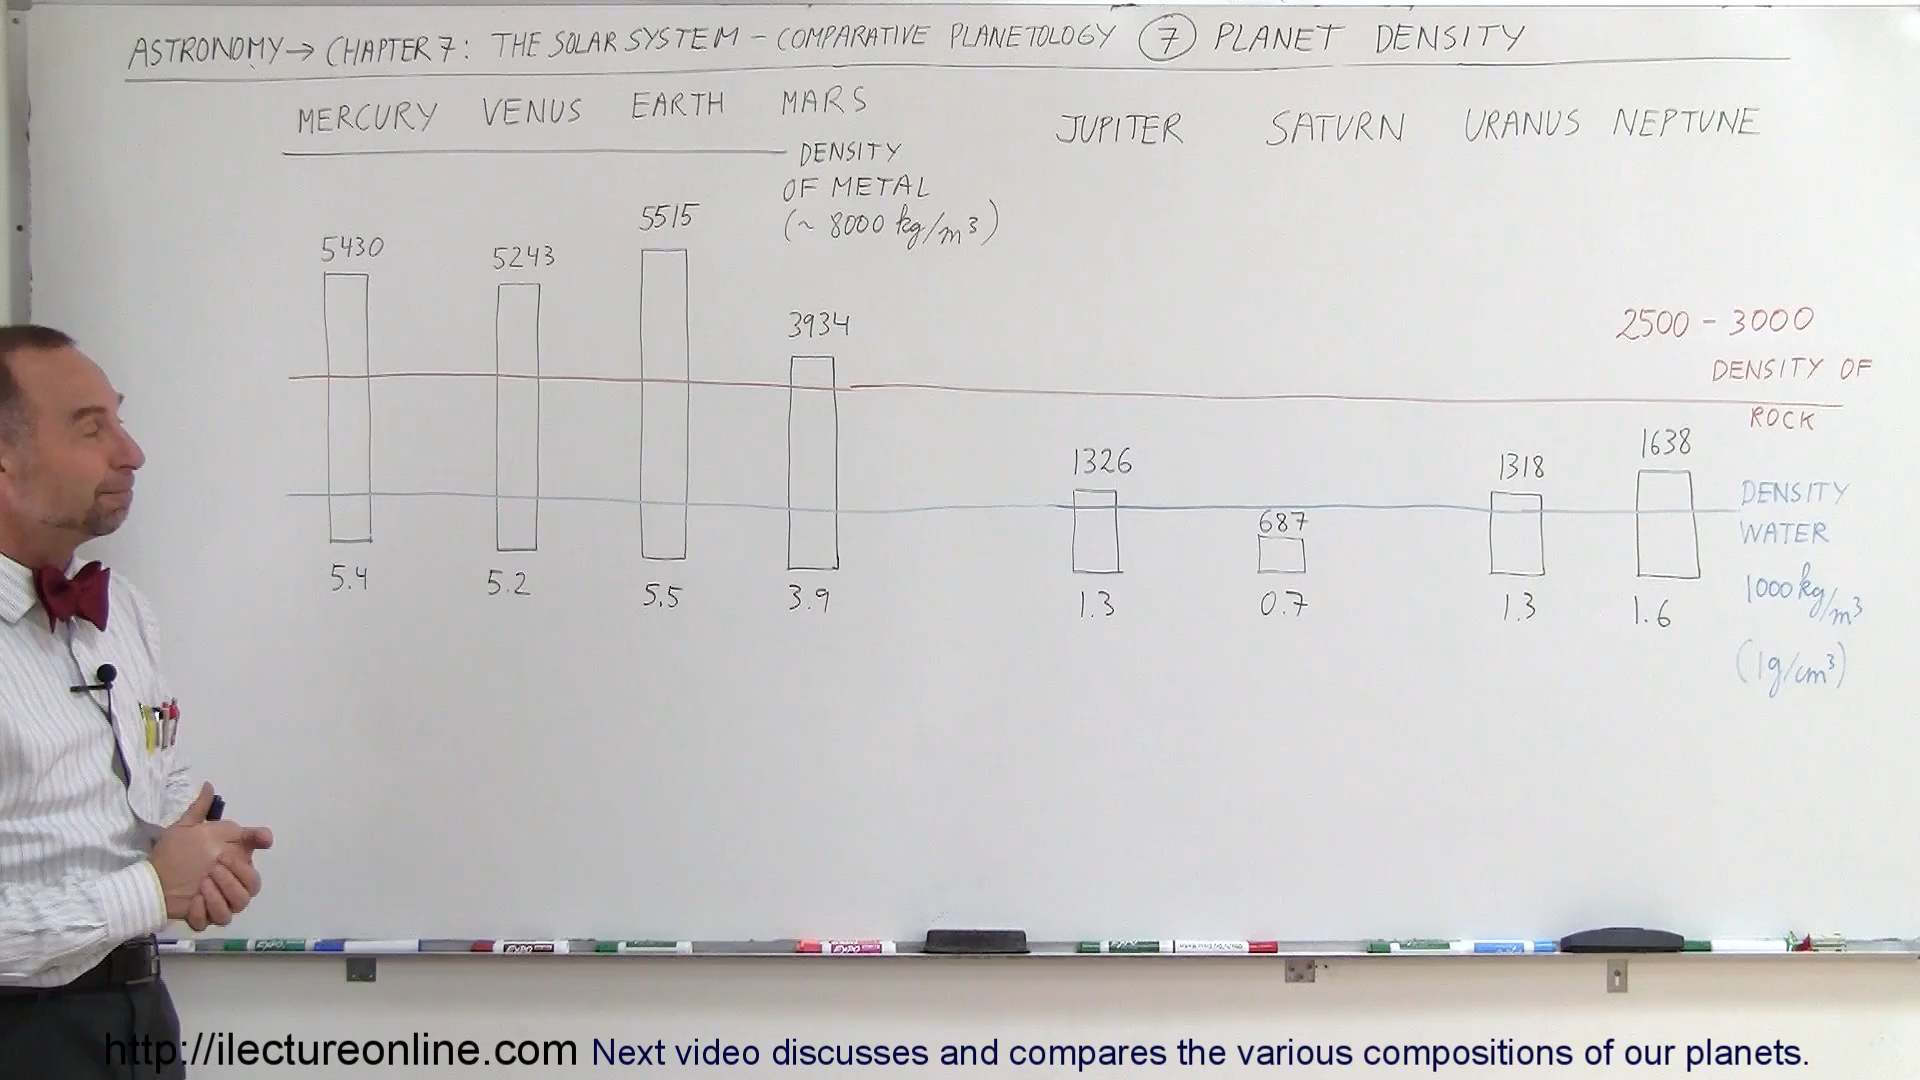 ASTRONOMY → CHAPTER 7: THE SOLAR SYSTEM – COMPARATIVE PLANETOLOGY 7 PLANET DENSITY
MERCURY VENUS EARTH MARS JUPITER SATURN URANUS NEPTUNE
DENSITY
OF METAL
(~ 8000 kg/m³)
5430 5243 5515 3934
2500 – 3000
DENSITY OF
ROCK
1326 687 1318 1638
DENSITY
WATER
1000 kg/m³
(1g/cm³)
5.4 5.2 5.5 3.9 1.3 0.7 1.3 1.6
http://ilectureonline.com Next video discusses and compares the various compositions of our planets.